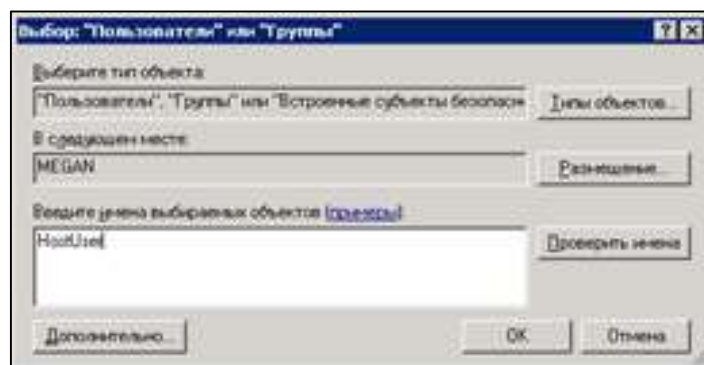 Выбор: "Пользователи" или "Группы"
Выберите тип объекта:
"Пользователи", "Группы" или "Встроенные субъекты безопасн
Типы объектов...
В следующем месте:
MEGAN
Размещение...
Введите имена выбираемых объектов (примеры):
HostUser
Проверить имена
Дополнительно...
OK
Отмена